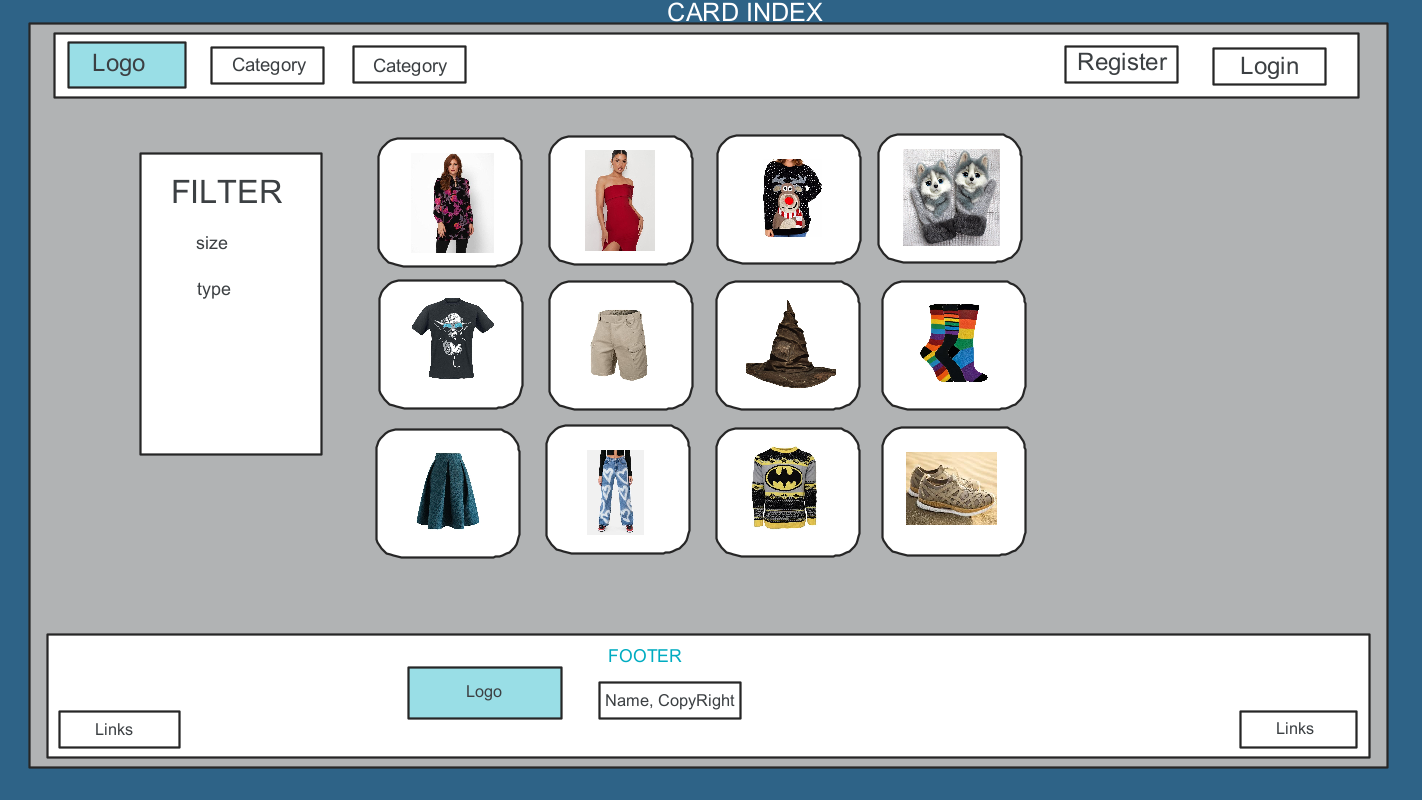 CARD INDEX
Logo
Category
Category
Register
Login
FILTER
size
type
FOOTER
Logo
Name, CopyRight
Links
Links